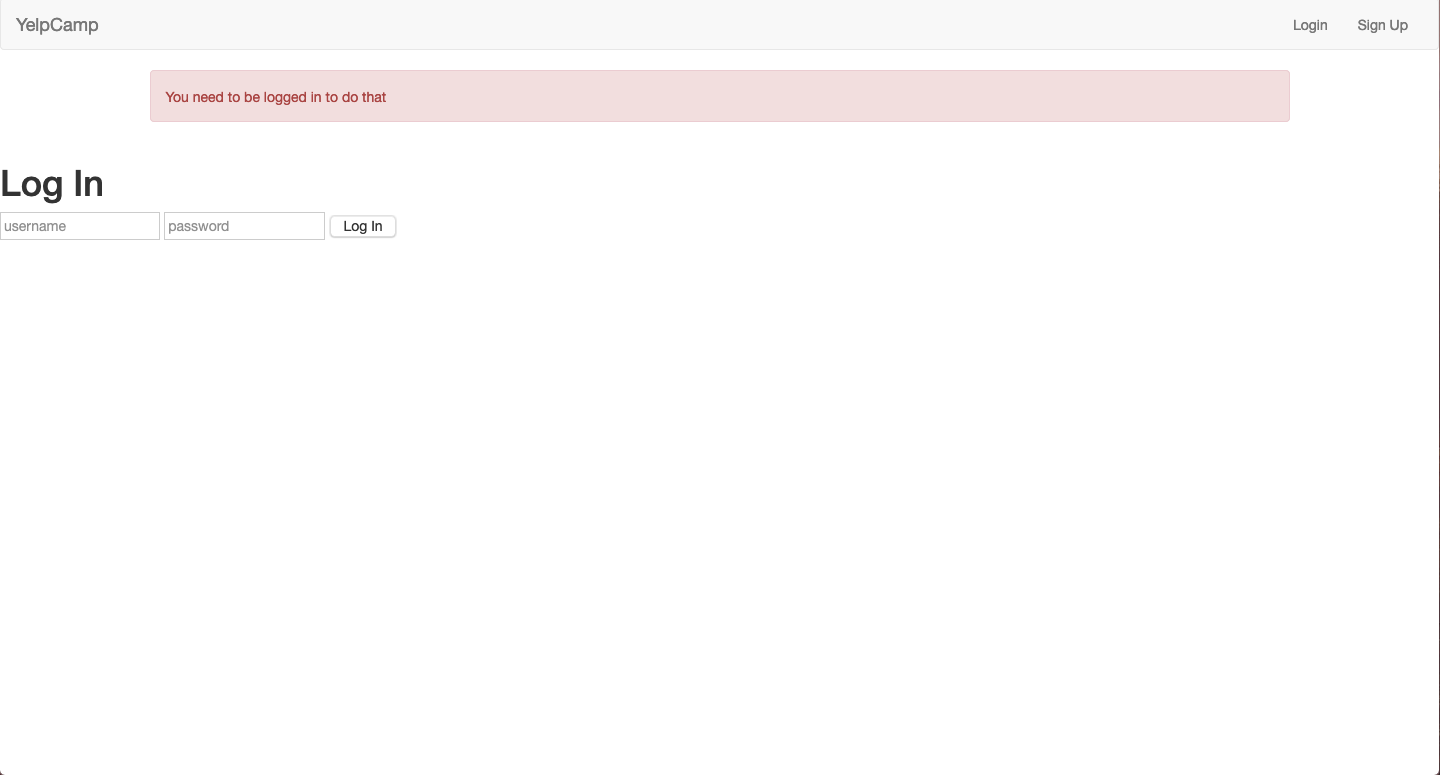 YelpCamp Login Sign Up
You need to be logged in to do that
Log In
username password Log In